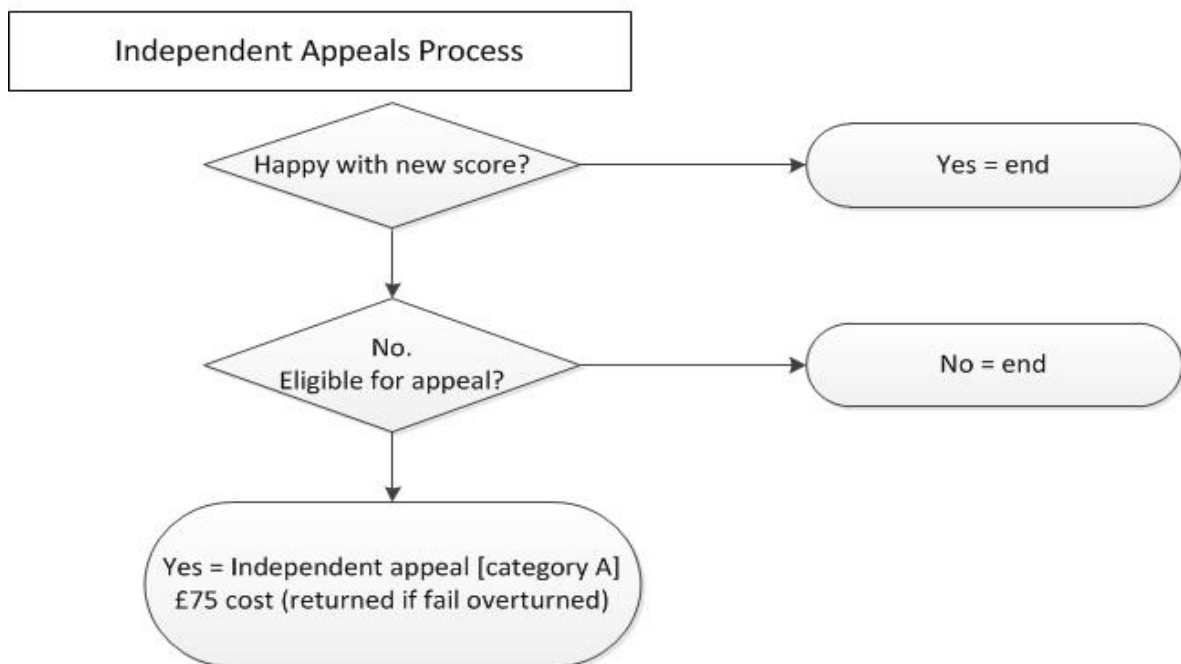 Independent Appeals Process
Happy with new score?
Yes = end
No.
Eligible for appeal?
No = end
Yes = Independent appeal [category A]
£75 cost (returned if fail overturned)